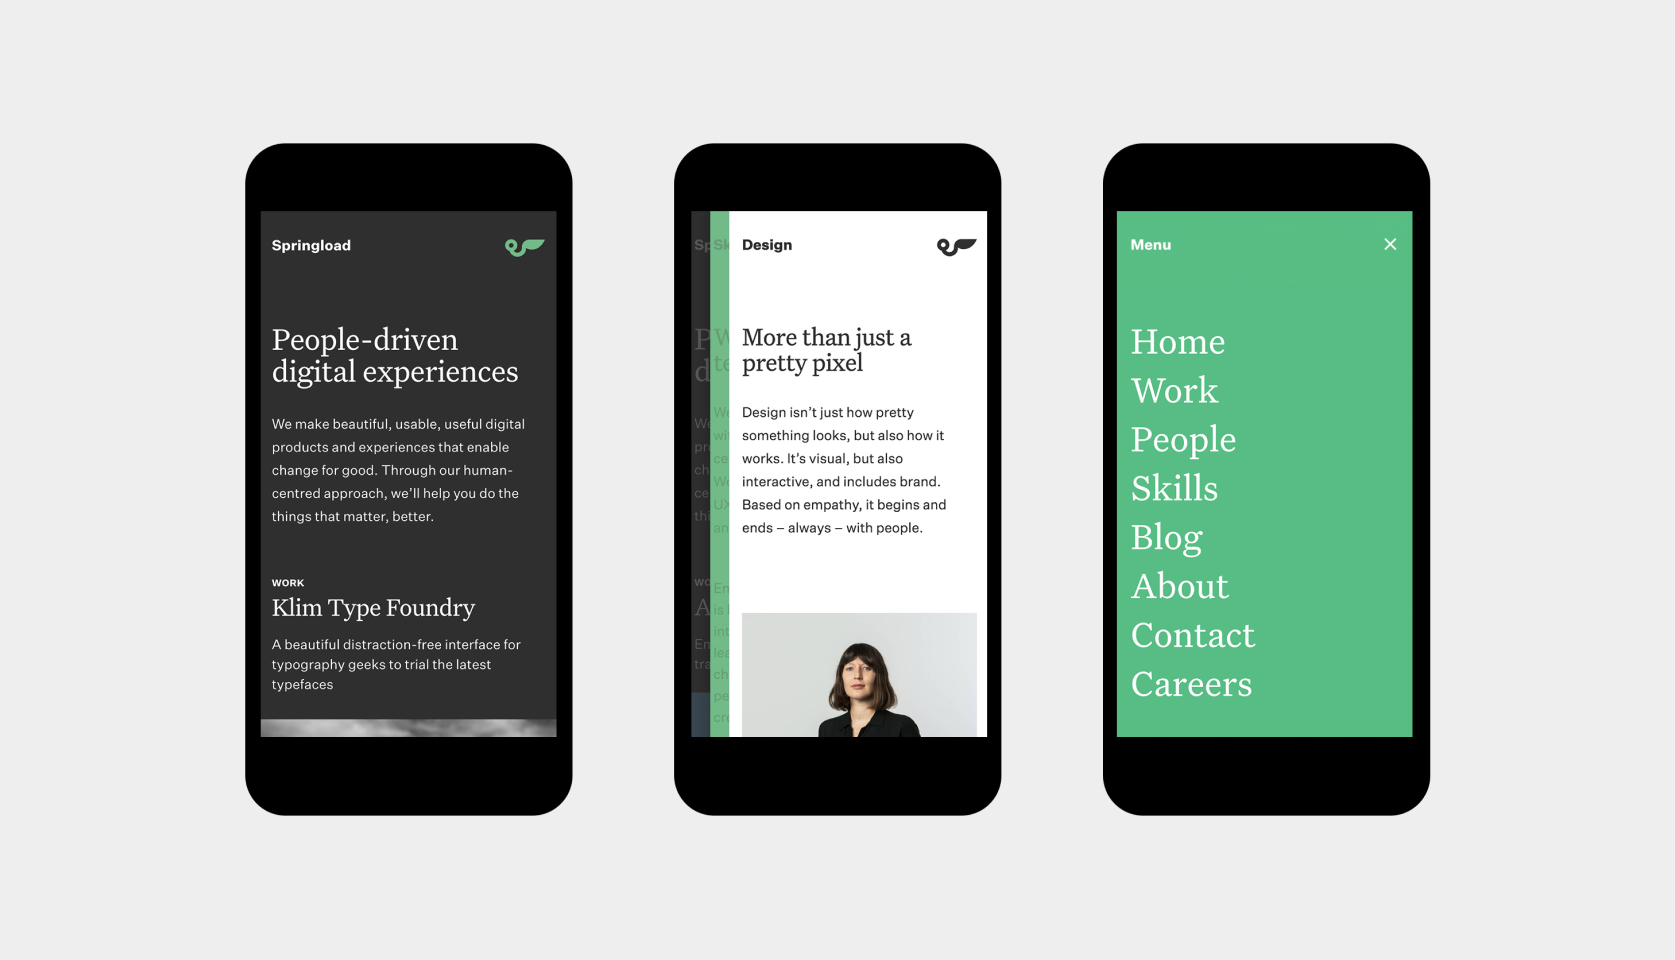 Springload
People-driven
digital experiences
We make beautiful, usable, useful digital
products and experiences that enable
change for good. Through our human-
centred approach, we’ll help you do the
things that matter, better.
WORK
Klim Type Foundry
A beautiful distraction-free interface for
typography geeks to trial the latest
typefaces
Design
More than just a
pretty pixel
Design isn’t just how pretty
something looks, but also how it
works. It’s visual, but also
interactive, and includes brand.
Based on empathy, it begins and
ends – always – with people.
Menu
Home
Work
People
Skills
Blog
About
Contact
Careers